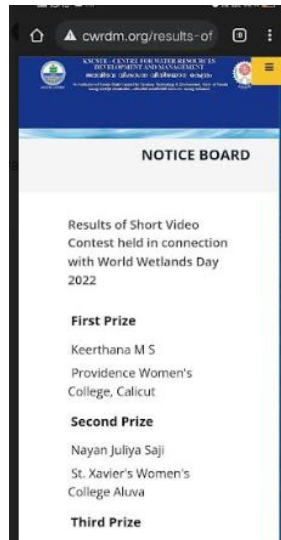 cwrdm.org/results-of
KSCSTE - CENTRE FOR WATER RESOURCES
DEVELOPMENT AND MANAGEMENT
NOTICE BOARD
Results of Short Video
Contest held in connection
with World Wetlands Day
2022
First Prize
Keerthana M S
Providence Women's
College, Calicut
Second Prize
Nayan Juliya Saji
St. Xavier's Women's
College Aluva
Third Prize